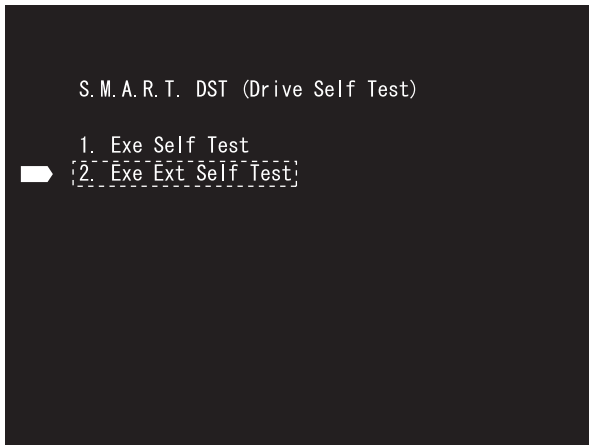 S.M.A.R.T. DST (Drive Self Test)
1. Exe Self Test
2. Exe Ext Self Test